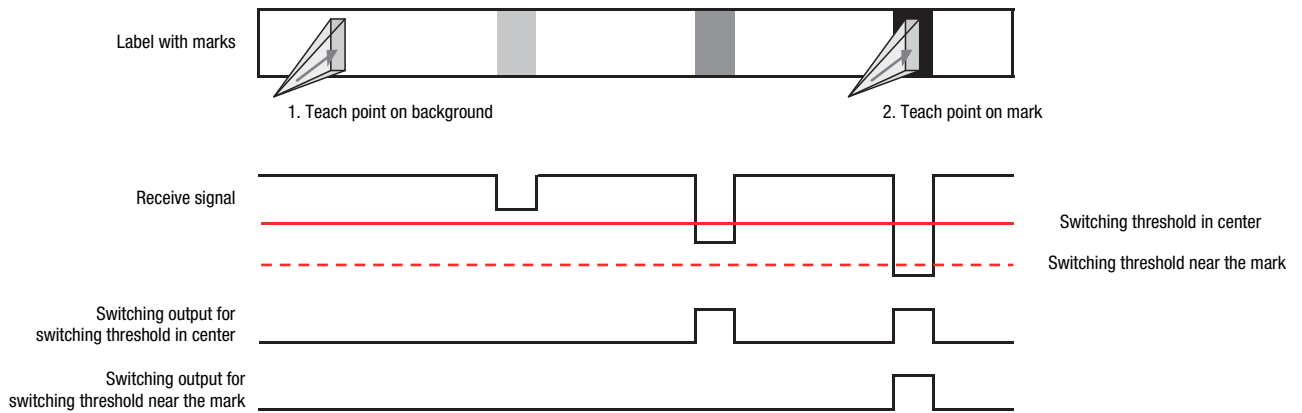 Label with marks
1. Teach point on background
2. Teach point on mark
Receive signal
Switching threshold in center
Switching threshold near the mark
Switching output for
switching threshold in center
Switching output for
switching threshold near the mark